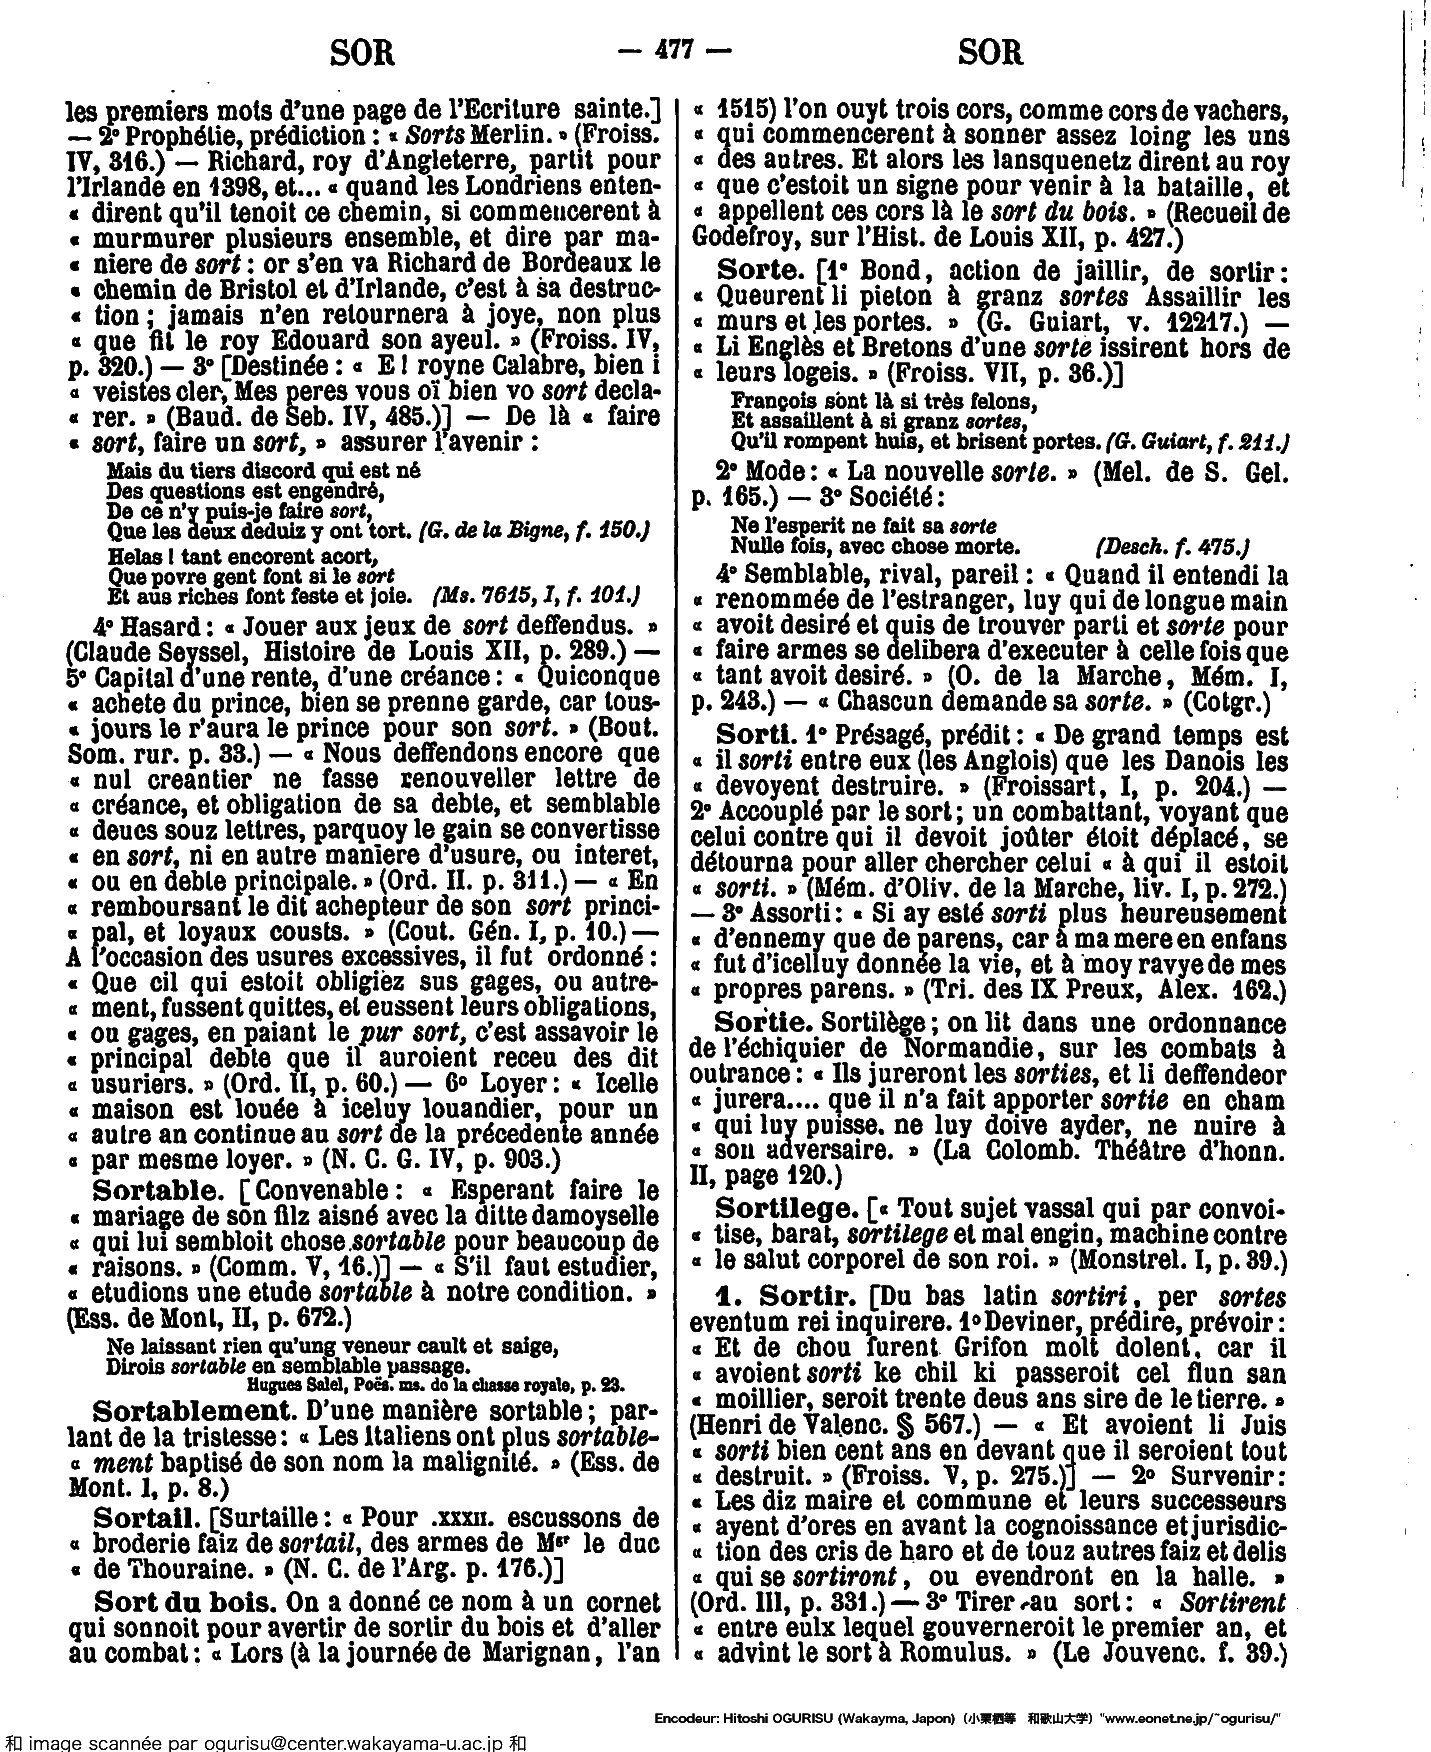 SOR — 477 — SOR
les premiers mots d'une page de l'Ecriture sainte.]
— 2° Prophétie, prédiction : « Sorts Merlin. » (Froiss.
IV, 316.) — Richard, roy d'Angleterre, partit pour
l'Irlande en 1398, et... « quand les Londriens enten-
« dirent qu'il tenoit ce chemin, si commencerent à
« murmurer plusieurs ensemble, et dire par ma-
« niere de sort : or s'en va Richard de Bordeaux le
« chemin de Bristol et d'Irlande, c'est à sa destruc-
« tion ; jamais n'en retournera à joye, non plus
« que fit le roy Edouard son ayeul. » (Froiss. IV,
p. 320.) — 3° [Destinée : « E ! royne Calabre, bien i
« veistes cler, Mes peres vous oï bien vo sort decla-
« rer. » (Baud. de Seb. IV, 485.)] — De là « faire
« sort, faire un sort, » assurer l'avenir :
Mais du tiers discord qui est né
Des questions est engendré,
De ce n'y puis-je faire sort,
Que les deux deduiz y ont tort. (G. de la Bigne, f. 150.)
Helas ! tant encorent acort,
Que povre gent font si le sort
Et aus riches font feste et joie. (Ms. 7615, I, f. 101.)
4° Hasard : « Jouer aux jeux de sort deffendus. »
(Claude Seyssel, Histoire de Louis XII, p. 289.) —
5° Capital d'une rente, d'une créance : « Quiconque
« achete du prince, bien se prenne garde, car tous-
« jours le r'aura le prince pour son sort. » (Bout.
Som. rur. p. 33.) — « Nous deffendons encore que
« nul creantier ne fasse renouveller lettre de
« créance, et obligation de sa debte, et semblable
« deues souz lettres, parquoy le gain se convertisse
« en sort, ni en autre maniere d'usure, ou interet,
« ou en debte principale. » (Ord. II. p. 311.) — « En
« remboursant le dit achepteur de son sort princi-
« pal, et loyaux cousts. » (Cout. Gén. I, p. 10.) —
A l'occasion des usures excessives, il fut ordonné :
« Que cil qui estoit obligiez sus gages, ou autre-
« ment, fussent quittes, et eussent leurs obligations,
« ou gages, en paiant le pur sort, c'est assavoir le
« principal debte que il auroient receu des dit
« usuriers. » (Ord. II, p. 60.) — 6° Loyer : « Icelle
« maison est louée à iceluy louandier, pour un
« autre an continue au sort de la précedente année
« par mesme loyer. » (N. C. G. IV, p. 903.)
Sortable. [Convenable : « Esperant faire le
« mariage de son filz aisné avec la ditte damoyselle
« qui lui sembloit chose sortable pour beaucoup de
« raisons. » (Comm. V, 16.)] — « S'il faut estudier,
« etudions une etude sortable à notre condition. »
(Ess. de Mont, II, p. 672.)
Ne laissant rien qu'ung veneur cault et saige,
Dirois sortable en semblable passage.
Hugues Salel, Poës. ms. de la chasse royale, p. 23.
Sortablement. D'une manière sortable ; par-
lant de la tristesse : « Les Italiens ont plus sortable-
« ment baptisé de son nom la malignité. » (Ess. de
Mont. I, p. 8.)
Sortail. [Surtaille : « Pour .XXXII. escussons de
« broderie faiz de sortail, des armes de Mgr le duc
« de Thouraine. » (N. C. de l'Arg. p. 176.)]
Sort du bois. On a donné ce nom à un cornet
qui sonnoit pour avertir de sortir du bois et d'aller
au combat : « Lors (à la journée de Marignan, l'an
« 1515) l'on ouyt trois cors, comme cors de vachers,
« qui commencerent à sonner assez loing les uns
« des autres. Et alors les lansquenetz dirent au roy
« que c'estoit un signe pour venir à la bataille, et
« appellent ces cors là le sort du bois. » (Recueil de
Godefroy, sur l'Hist. de Louis XII, p. 427.)
Sorte. [1° Bond, action de jaillir, de sortir :
« Queurent li pieton à granz sortes Assaillir les
« murs et les portes. » (G. Guiart, v. 12217.) —
« Li Englès et Bretons d'une sorte issirent hors de
« leurs logeis. » (Froiss. VII, p. 36.)]
François sont là si très felons,
Et assaillent à si granz sortes,
Qu'il rompent huis, et brisent portes. (G. Guiart, f. 211.)
2° Mode : « La nouvelle sorte. » (Mel. de S. Gel.
p. 165.) — 3° Société :
Ne l'esperit ne fait sa sorte
Nulle fois, avec chose morte. (Desch. f. 475.)
4° Semblable, rival, pareil : « Quand il entendi la
« renommée de l'estranger, luy qui de longue main
« avoit desiré et quis de trouver parti et sorte pour
« faire armes se delibera d'executer à celle fois que
« tant avoit desiré. » (O. de la Marche, Mém. I,
p. 243.) — « Chascun demande sa sorte. » (Cotgr.)
Sorti. 1° Présagé, prédit : « De grand temps est
« il sorti entre eux (les Anglois) que les Danois les
« devoyent destruire. » (Froissart, I, p. 204.) —
2° Accouplé par le sort ; un combattant, voyant que
celui contre qui il devoit joûter étoit déplacé, se
détourna pour aller chercher celui « à qui il estoit
« sorti. » (Mém. d'Oliv. de la Marche, liv. I, p. 272.)
— 3° Assorti : « Si ay esté sorti plus heureusement
« d'ennemy que de parens, car à ma mere en enfans
« fut d'icelluy donnée la vie, et à moy ravye de mes
« propres parens. » (Tri. des IX Preux, Alex. 162.)
Sortie. Sortilège ; on lit dans une ordonnance
de l'échiquier de Normandie, sur les combats à
outrance : « Ils jureront les sorties, et li deffendeor
« jurera.... que il n'a fait apporter sortie en cham
« qui luy puisse. ne luy doive ayder, ne nuire à
« son adversaire. » (La Colomb. Théâtre d'honn.
II, page 120.)
Sortilege. [« Tout sujet vassal qui par convoi-
« tise, barat, sortilege et mal engin, machine contre
« le salut corporel de son roi. » (Monstrel. I, p. 39.)
1. Sortir. [Du bas latin sortiri, per sortes
eventum rei inquirere. 1° Deviner, prédire, prévoir :
« Et de chou furent Grifon molt dolent, car il
« avoient sorti ke chil ki passeroit cel flun san
« moillier, seroit trente deus ans sire de le tierre. »
(Henri de Valenc. § 567.) — « Et avoient li Juis
« sorti bien cent ans en devant que il seroient tout
« destruit. » (Froiss. V, p. 275.)] — 2° Survenir :
« Les diz maire et commune et leurs successeurs
« ayent d'ores en avant la cognoissance et jurisdic-
« tion des cris de haro et de touz autres faiz et delis
« qui se sortiront, ou evendront en la halle. »
(Ord. III, p. 331.) — 3° Tirer au sort : « Sortirent
« entre eulx lequel gouverneroit le premier an, et
« advint le sort à Romulus. » (Le Jouvenc. f. 39.)
Encodeur: Hitoshi OGURISU (Wakayma, Japon) (小栗栖等 和歌山大学) "www.eonet.ne.jp/~ogurisu/"
和 image scannée par ogurisu@center.wakayama-u.ac.jp 和